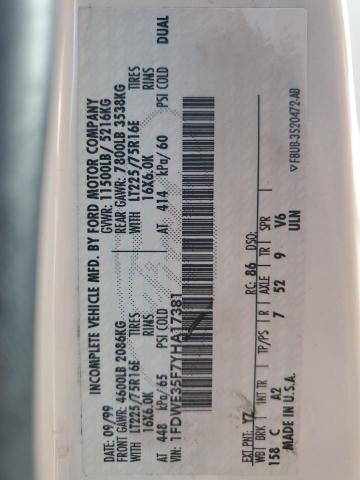 INCOMPLETE VEHICLE MFD. BY FORD MOTOR COMPANY
DATE: 09/99 GVWR: 11500LB/ 5216KG
FRONT GAWR: 4600LB 2086KG REAR GAWR: 7800LB 3538KG
WITH LT225/75R16E TIRES WITH LT225/75R16E TIRES
16X6.0K RIMS 16X6.0K RIMS
AT 448 kPa/65 PSI COLD AT 414 kPa/60 PSI COLD DUAL
VIN: 1FDWE35F7YHA17381
EXT PNT: YZ RC: 86 DSO:
WB BRK INT TR TP/PS R AXLE TR SPR
158 C A2 7 52 9 V6
MADE IN U.S.A. ULN
▽F8UB-3520472-AB